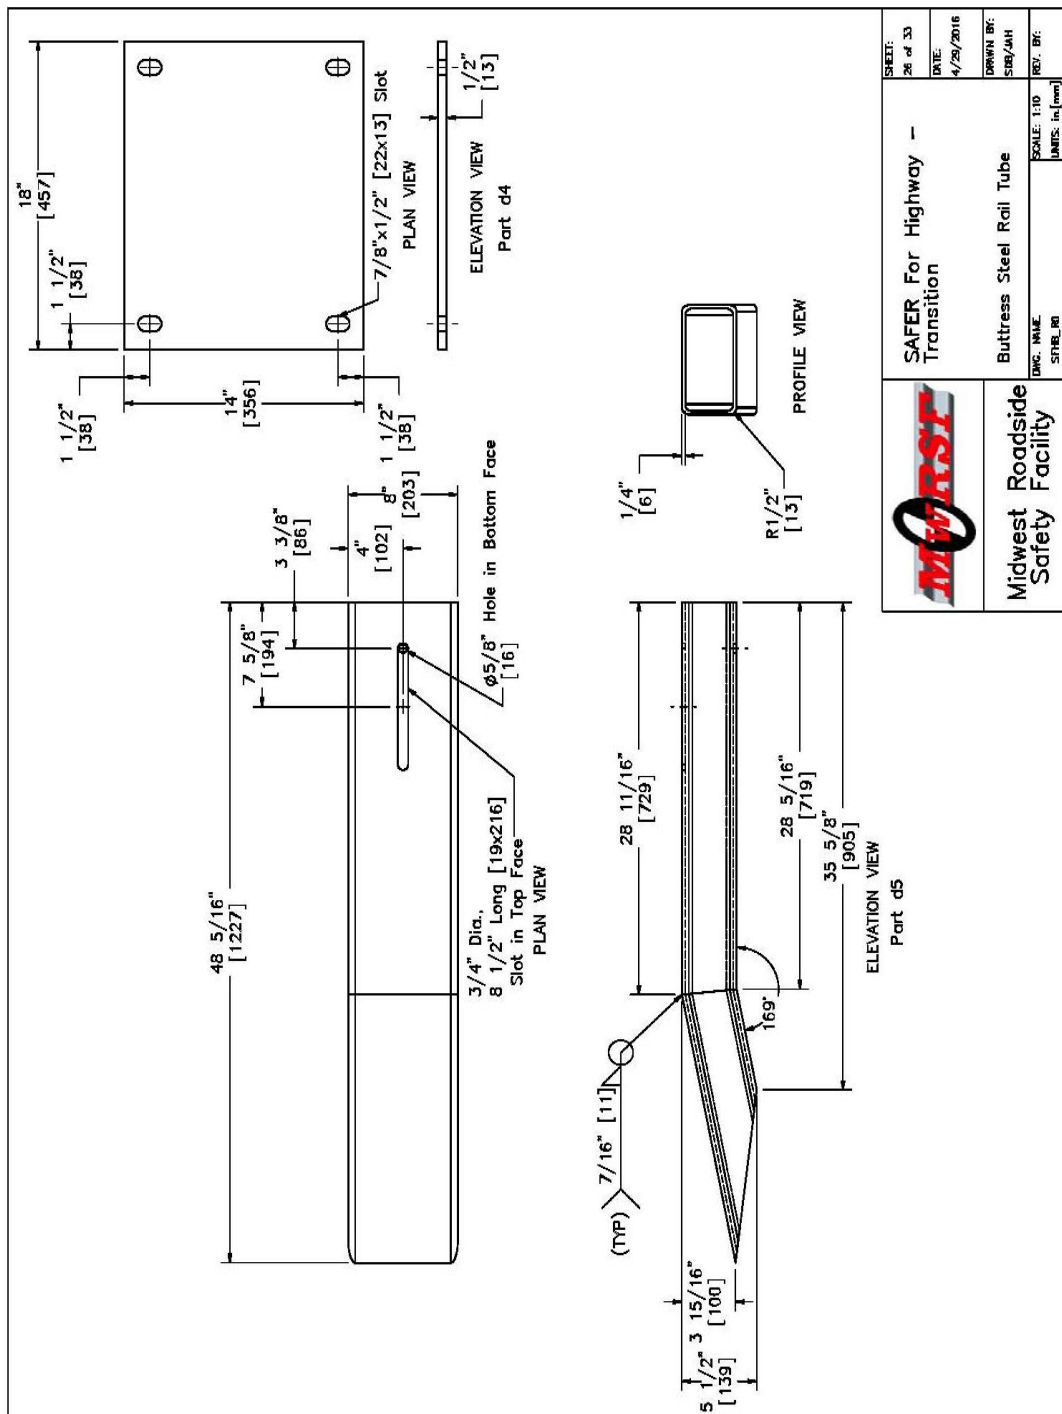 48 5/16"
[1227]
7 5/8"
[194]
3 3/8"
[86]
4"
[102]
8"
[203]
3/4" Dia.,
8 1/2" Long [19x216]
Slot in Top Face
Ø5/8" Hole in Bottom Face
[16]
PLAN VIEW
18"
[457]
1 1/2"
[38]
1 1/2"
[38]
14"
[356]
1 1/2"
[38]
7/8"x1/2" [22x13] Slot
PLAN VIEW
1/2"
[13]
ELEVATION VIEW
Part d4
(TYP)
7/16" [11]
28 11/16"
[729]
5 1/2"
[139]
3 15/16"
[100]
169°
28 5/16"
[719]
35 5/8"
[905]
ELEVATION VIEW
Part d5
1/4"
[6]
R1/2"
[13]
PROFILE VIEW
MWRSF
Midwest Roadside
Safety Facility
SAFER For Highway –
Transition
Buttress Steel Rail Tube
DWG. NAME.
SFHB_R0
SCALE: 1:10
UNITS: in.[mm]
SHEET:
26 of 33
DATE:
4/29/2016
DRAWN BY:
SDB/JAH
REV. BY: